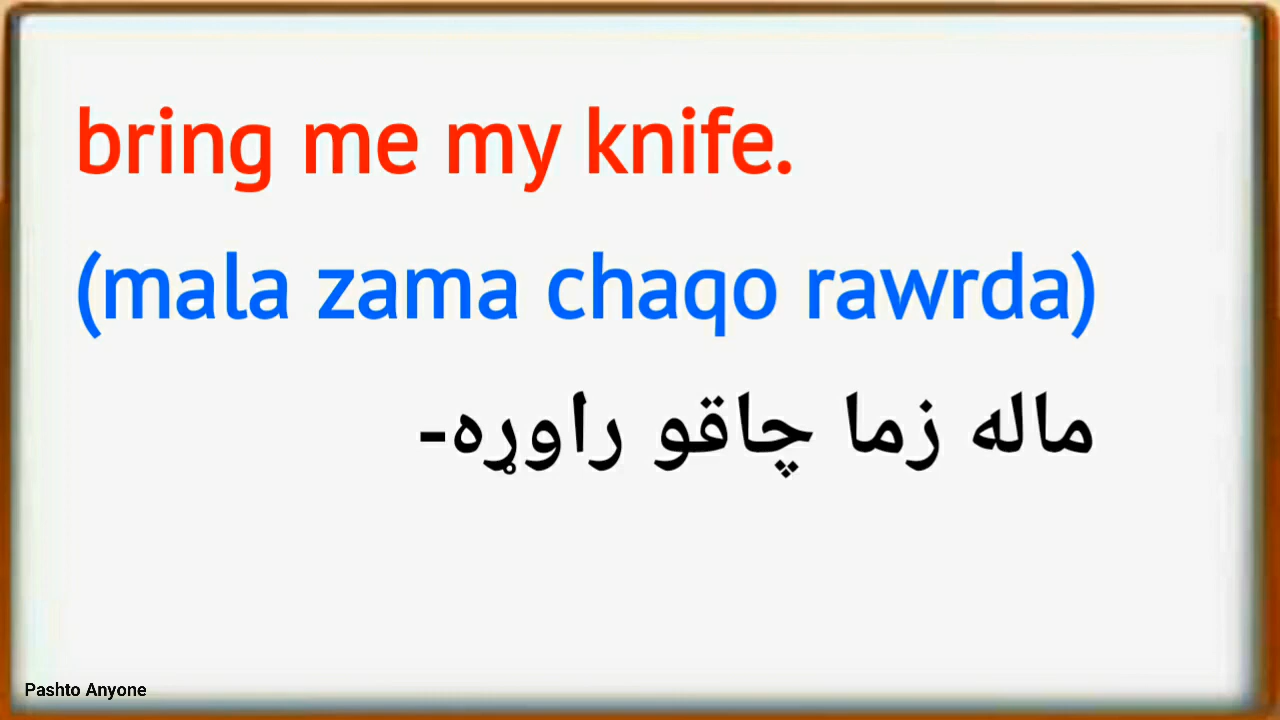 bring me my knife.
(mala zama chaqo rawrda)
ماله زما چاقو راوړه-
Pashto Anyone